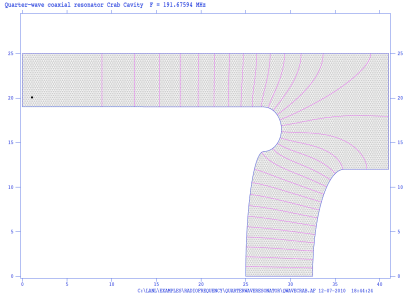 Quarter-wave coaxial resonator Crab Cavity  F = 191.67594 MHz
25 25
20 20
15 15
10 10
5 5
0 0
0 5 10 15 20 25 30 35 40
C:\LANL\EXAMPLES\RADIOFREQUENCY\QUARTERWAVERESONATOR\QWAVECRAB.AF 12-07-2010 18:44:24